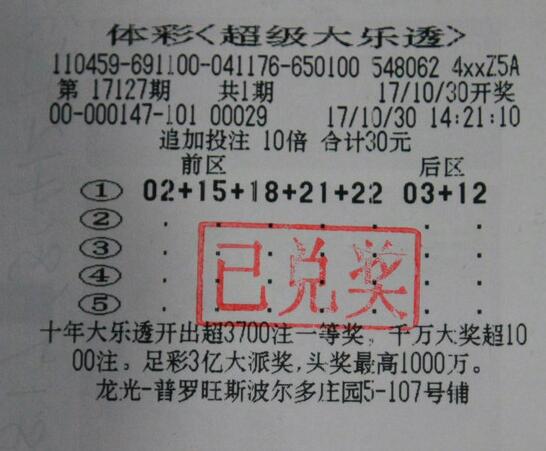 体彩<超级大乐透>
110459-691100-041176-650100 548062 4xxZ5A
第 17127期 共1期 17/10/30开奖
00-000147-101 00029 17/10/30 14:21:10
追加投注 10倍 合计30元
前区 后区
① 02+15+18+21+22 03+12
②
③
④
⑤
已兑奖
十年大乐透开出超3700注一等奖，千万大奖超10
00注。足彩3亿大派奖,头奖最高1000万。
龙光-普罗旺斯波尔多庄园5-107号铺